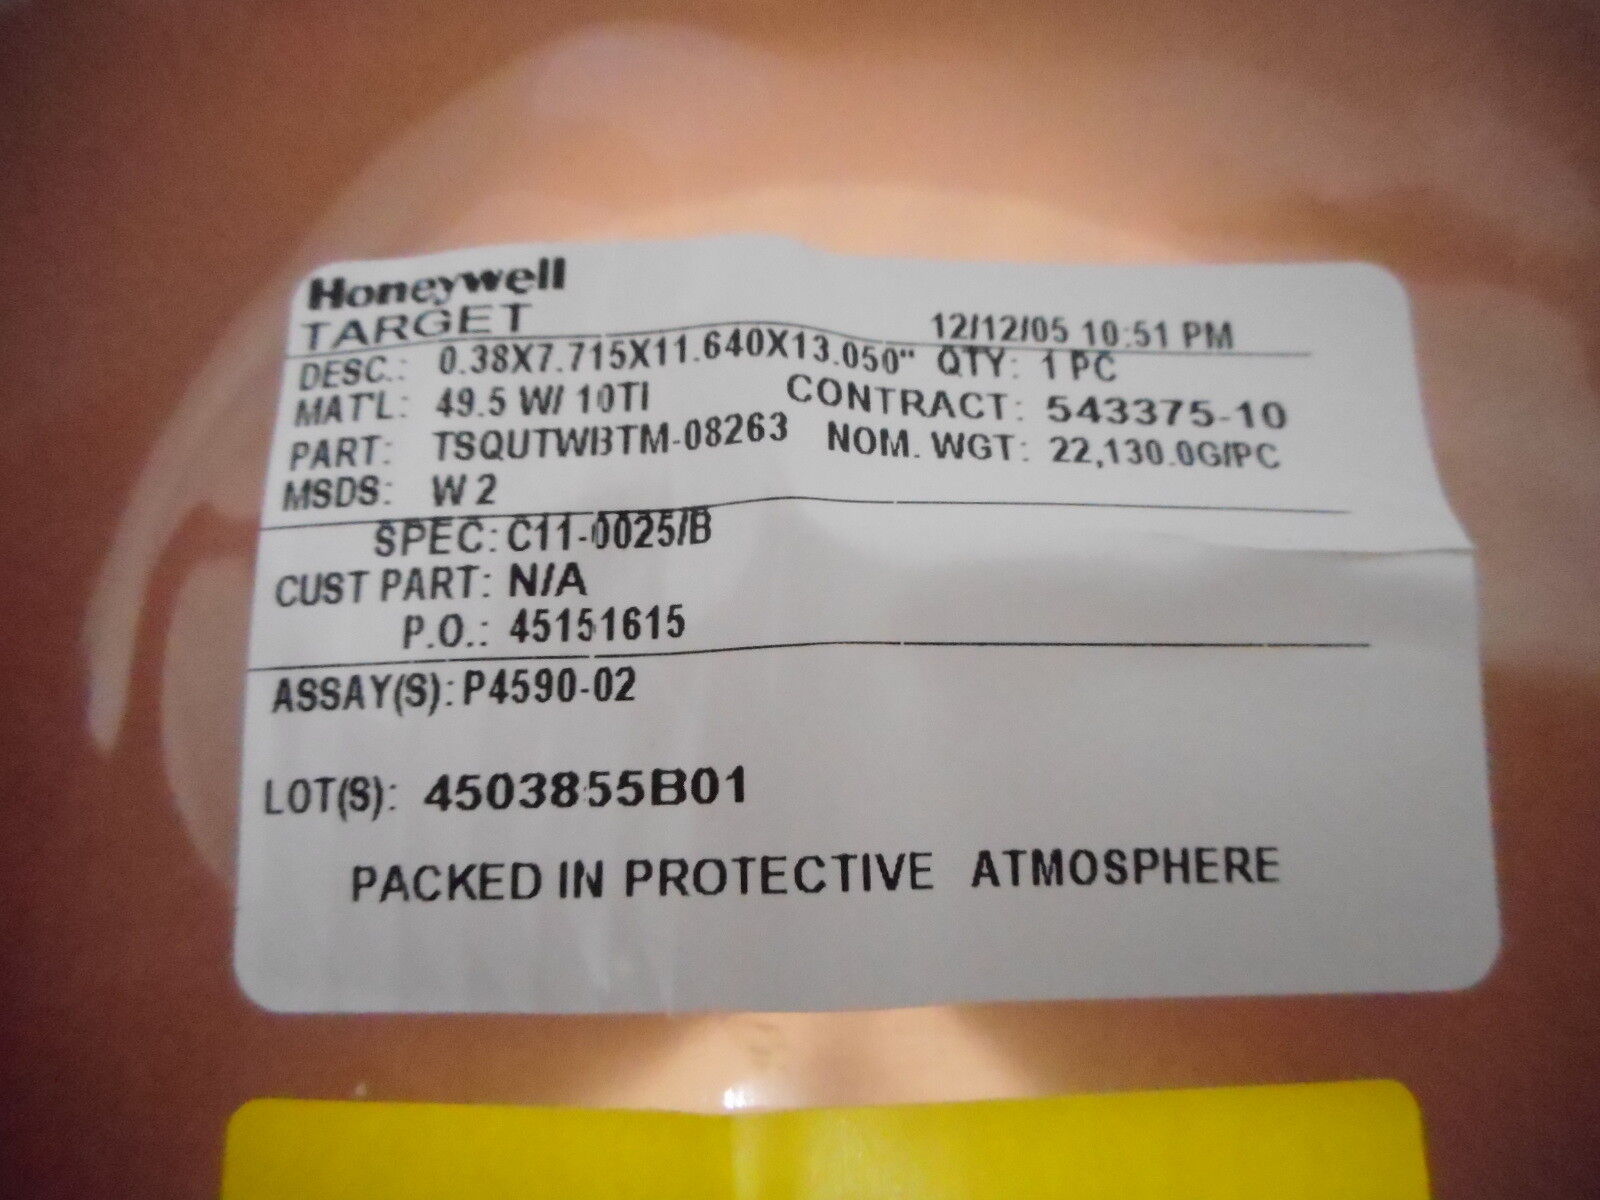 Honeywell
TARGET 12/12/05 10:51 PM
DESC.: 0.38X7.715X11.640X13.050" QTY: 1 PC
MAT'L: 49.5 W/ 10TI CONTRACT: 543375-10
PART: TSQUTWBTM-08263 NOM. WGT: 22,130.0G/PC
MSDS: W 2
SPEC: C11-0025/B
CUST PART: N/A
P.O.: 45151615
ASSAY(S): P4590-02
LOT(S): 4503855B01
PACKED IN PROTECTIVE ATMOSPHERE